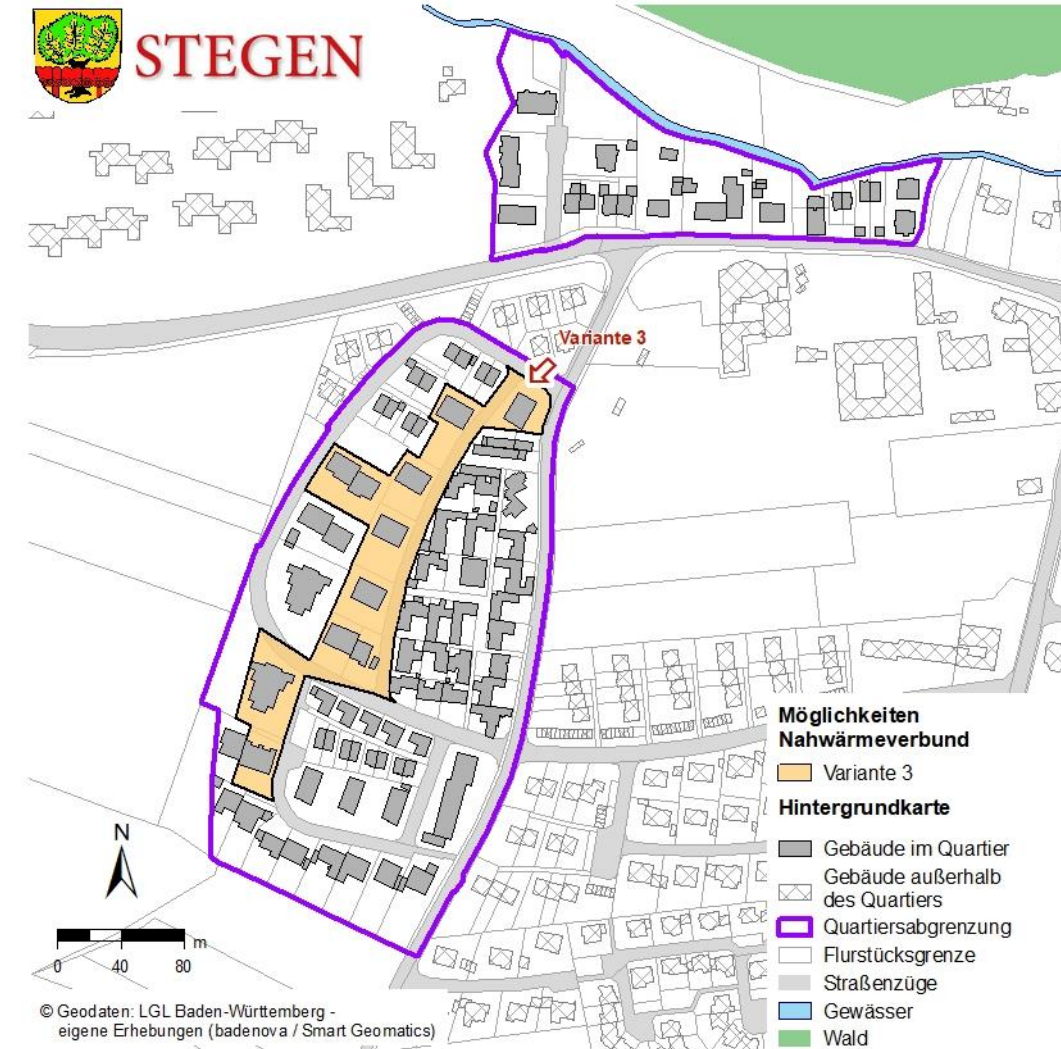 STEGEN
Variante 3
Möglichkeiten
Nahwärmeverbund
Variante 3
Hintergrundkarte
Gebäude im Quartier
Gebäude außerhalb
des Quartiers
Quartiersabgrenzung
Flurstücksgrenze
Straßenzüge
Gewässer
Wald
N
m
0 40 80
© Geodaten: LGL Baden-Württemberg -
eigene Erhebungen (badenova / Smart Geomatics)